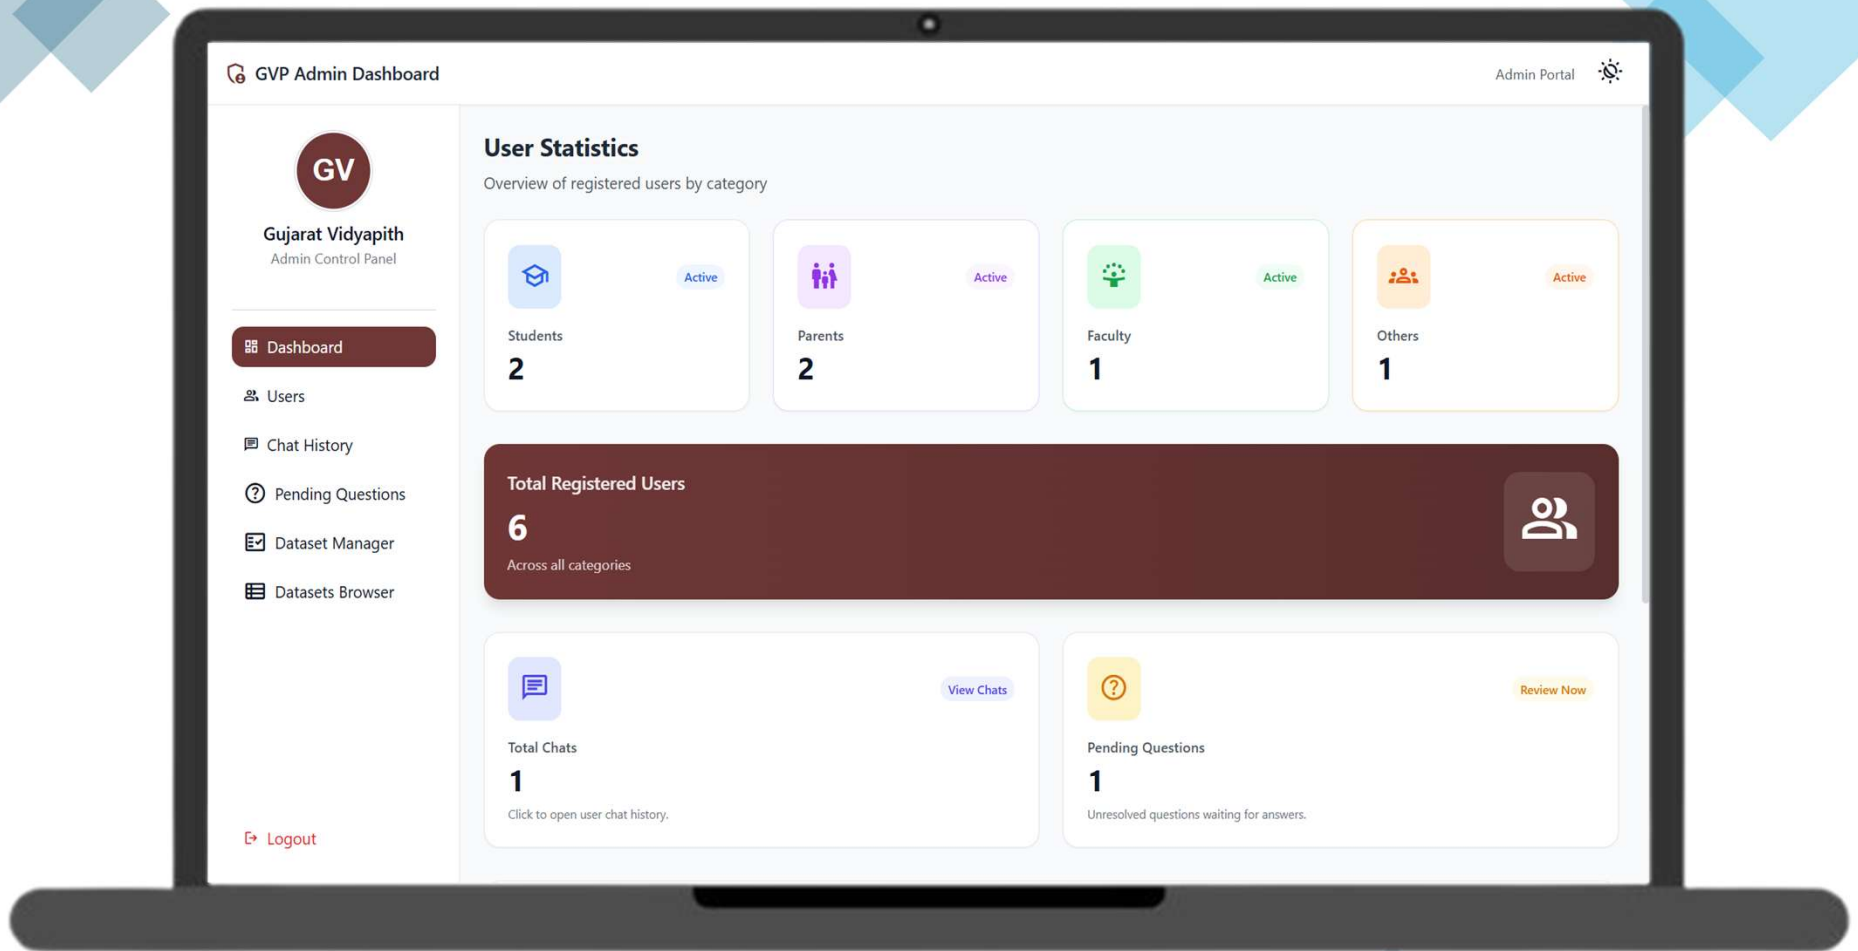 GVP Admin Dashboard
Admin Portal
GV
Gujarat Vidyapith
Admin Control Panel
Dashboard
Users
Chat History
Pending Questions
Dataset Manager
Datasets Browser
Logout
User Statistics
Overview of registered users by category
Active
Students
2
Active
Parents
2
Active
Faculty
1
Active
Others
1
Total Registered Users
6
Across all categories
View Chats
Total Chats
1
Click to open user chat history.
Review Now
Pending Questions
1
Unresolved questions waiting for answers.